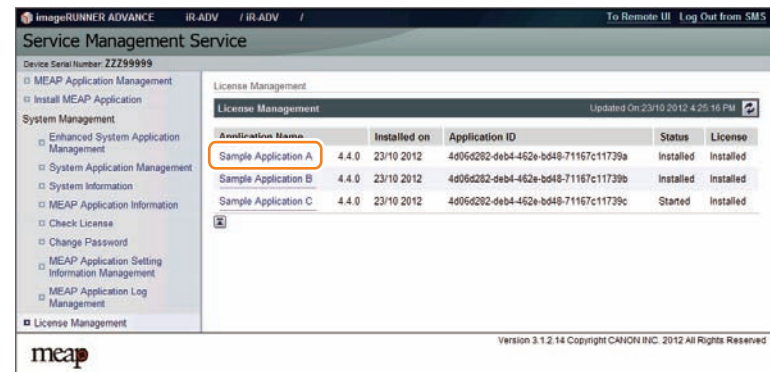 imageRUNNER ADVANCE iR-ADV / iR-ADV / To Remote UI Log Out from SMS
Service Management Service
Device Serial Number: ZZZ99999
MEAP Application Management
Install MEAP Application
System Management
Enhanced System Application
Management
System Application Management
System Information
MEAP Application Information
Check License
Change Password
MEAP Application Setting
Information Management
MEAP Application Log
Management
License Management
License Management
License Management Updated On:23/10 2012 4:25:16 PM
Application Name Installed on Application ID Status License
Sample Application A 4.4.0 23/10 2012 4d06d282-deb4-462e-bd48-71167c11739a Installed Installed
Sample Application B 4.4.0 23/10 2012 4d06d282-deb4-462e-bd48-71167c11739b Installed Installed
Sample Application C 4.4.0 23/10 2012 4d06d282-deb4-462e-bd48-71167c11739c Started Installed
Version 3.1.2.14 Copyright CANON INC. 2012 All Rights Reserved
meap